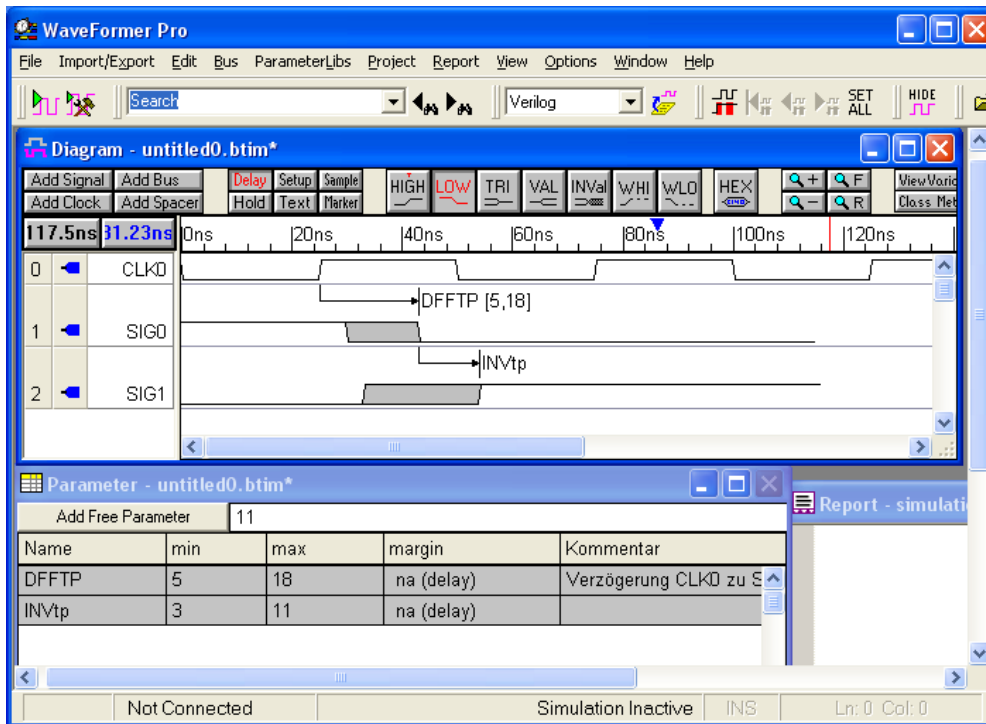 WaveFormer Pro
File Import/Export Edit Bus ParameterLibs Project Report View Options Window Help
Search Verilog SET ALL HIDE
Diagram - untitled0.btim*
Add Signal Add Bus Delay Setup Sample HIGH LOW TRI VAL INVal WHI WLO HEX + F
Add Clock Add Spacer Hold Text Marker - R
117.5ns 31.23ns 0ns 20ns 40ns 60ns 80ns 100ns 120ns
0 CLK0
DFFTP [5,18]
1 SIG0
INVtp
2 SIG1
Parameter - untitled0.btim*
Report - simulati
Add Free Parameter 11
Name min max margin Kommentar
DFFTP 5 18 na (delay) Verzögerung CLK0 zu S
INVtp 3 11 na (delay)
Not Connected Simulation Inactive INS Ln: 0 Col: 0